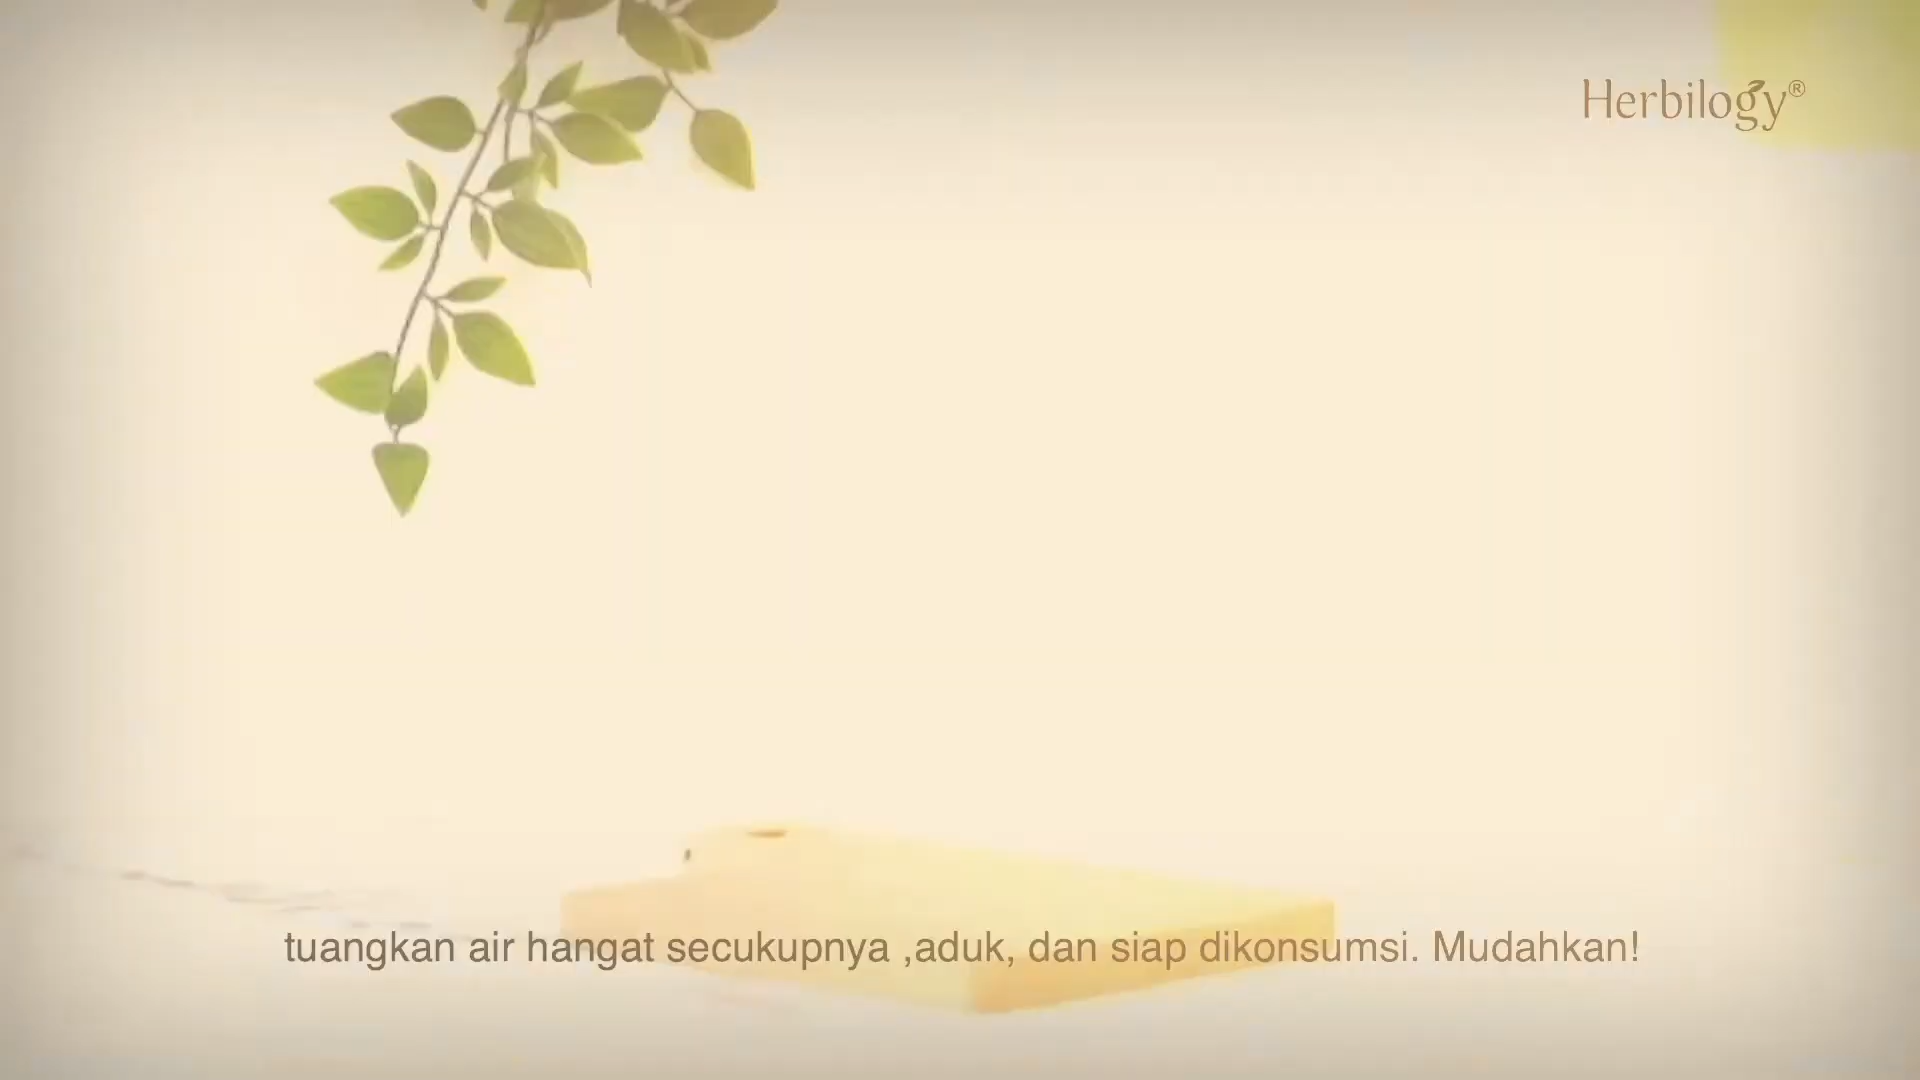 Herbilogy®
tuangkan air hangat secukupnya ,aduk, dan siap dikonsumsi. Mudahkan!